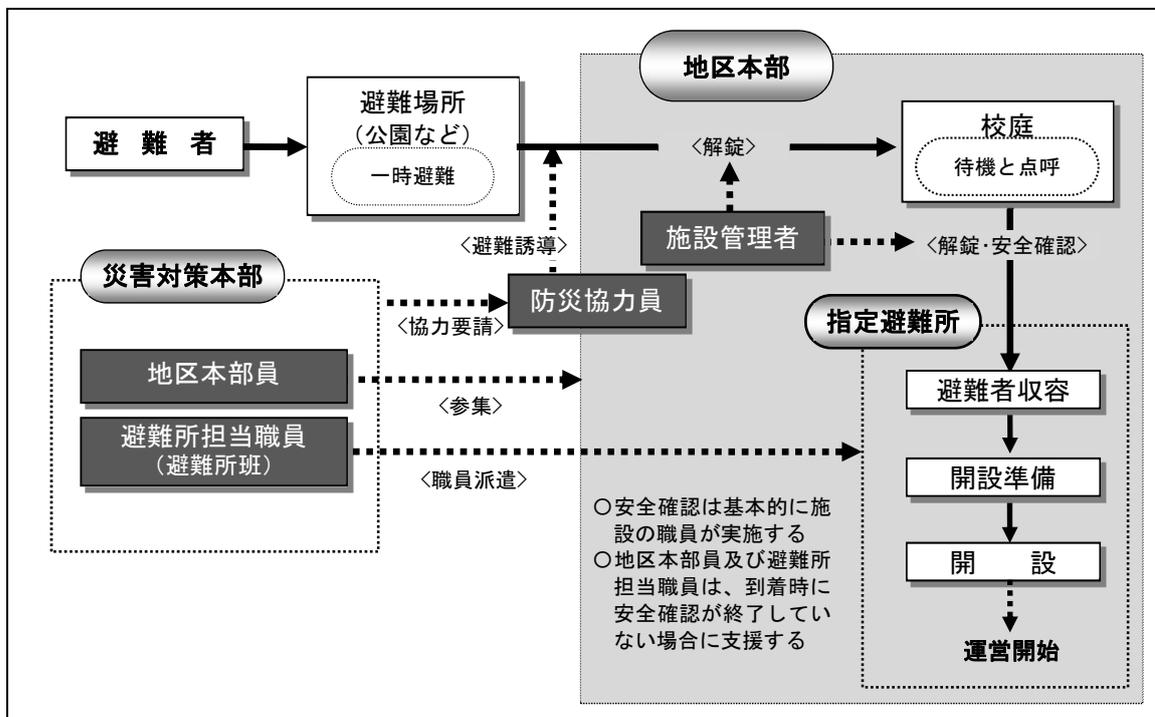 地区本部
避難者
避難場所
（公園など）
一時避難
〈解錠〉
校庭
待機と点呼
〈避難誘導〉
施設管理者
〈解錠・安全確認〉
災害対策本部
防災協力員
〈協力要請〉
指定避難所
地区本部員
〈参集〉
避難者収容
避難所担当職員
（避難所班）
〈職員派遣〉
開設準備
○安全確認は基本的に施
設の職員が実施する
○地区本部員及び避難所
担当職員は、到着時に
安全確認が終了してい
ない場合に支援する
開　　設
運営開始